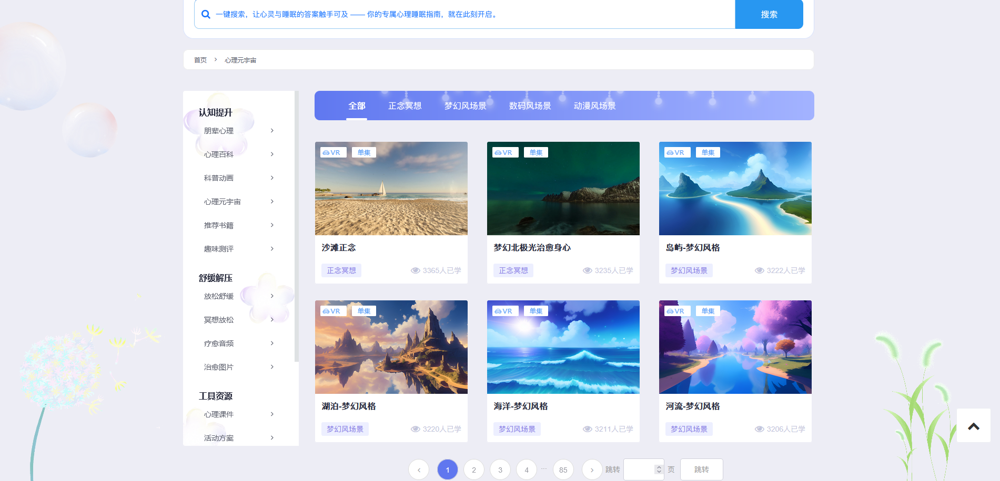 一键搜索，让心灵与睡眠的答案触手可及 —— 你的专属心理睡眠指南，就在此刻开启。
搜索
首页 > 心理元宇宙
认知提升
朋辈心理
心理百科
科普动画
心理元宇宙
推荐书籍
趣味测评
舒缓解压
放松舒缓
冥想放松
疗愈音频
治愈图片
工具资源
心理课件
活动方案
全部 正念冥想 梦幻风场景 数码风场景 动漫风场景
VR 单集
沙滩正念
正念冥想 3365人已学
VR 单集
梦幻北极光治愈身心
正念冥想 3235人已学
VR 单集
岛屿-梦幻风格
梦幻风场景 3222人已学
VR 单集
湖泊-梦幻风格
梦幻风场景 3220人已学
VR 单集
海洋-梦幻风格
梦幻风场景 3211人已学
VR 单集
河流-梦幻风格
梦幻风场景 3206人已学
‹ 1 2 3 4 ··· 85 › 跳转 页 跳转